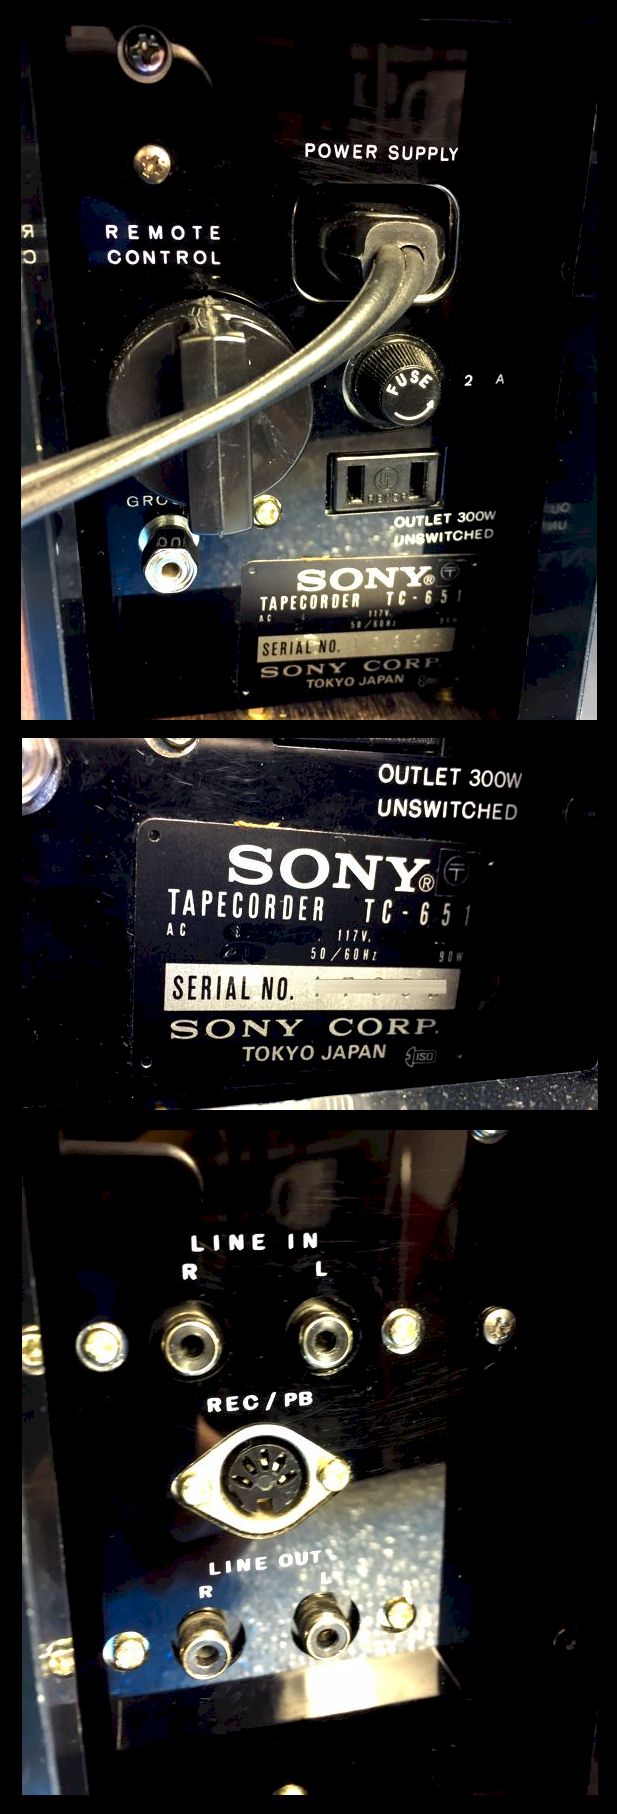 POWER SUPPLY
REMOTE
CONTROL
FUSE
2 A
OUTLET 300W
UNSWITCHED
SONY®
TAPECORDER TC-651
AC 117V.
50/60Hz 90W
SERIAL NO.
SONY CORP.
TOKYO JAPAN
OUTLET 300W
UNSWITCHED
SONY®
TAPECORDER TC-651
AC 117V.
50/60Hz 90W
SERIAL NO.
SONY CORP.
TOKYO JAPAN ISO
LINE IN
R L
REC/PB
LINE OUT
R L